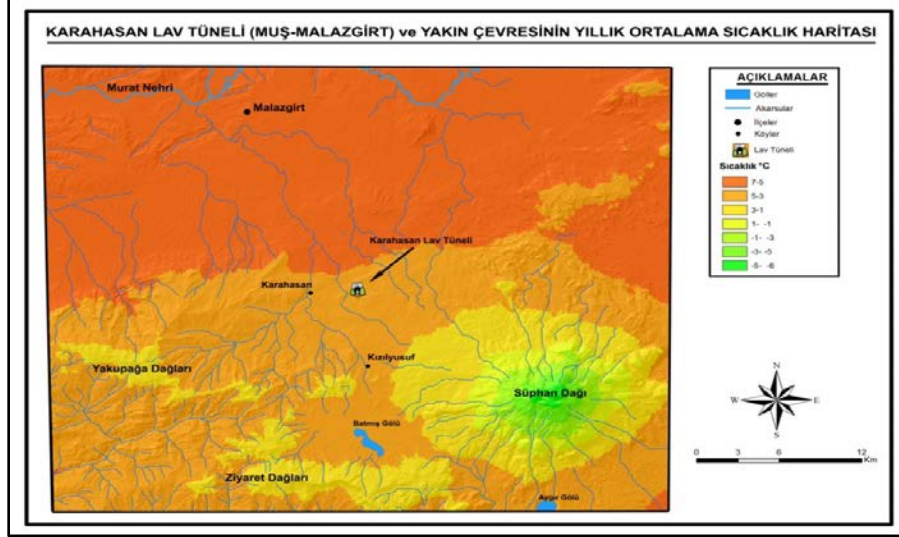 KARAHASAN LAV TÜNELİ (MUŞ-MALAZGİRT) ve YAKIN ÇEVRESİNİN YILLIK ORTALAMA SICAKLIK HARİTASI
Murat Nehri
Malazgirt
Karahasan Lav Tüneli
Karahasan
Kızılyusuf
Yakupağa Dağları
Süphan Dağı
Batmış Gölü
Ziyaret Dağları
Aygır Gölü
AÇIKLAMALAR
Göller
Akarsular
İlçeler
Köyler
Lav Tüneli
Sıcaklık °C
7-5
5-3
3-1
1- -1
-1- -3
-3- -5
-5- -6
N
W E
S
0 3 6 12
Km